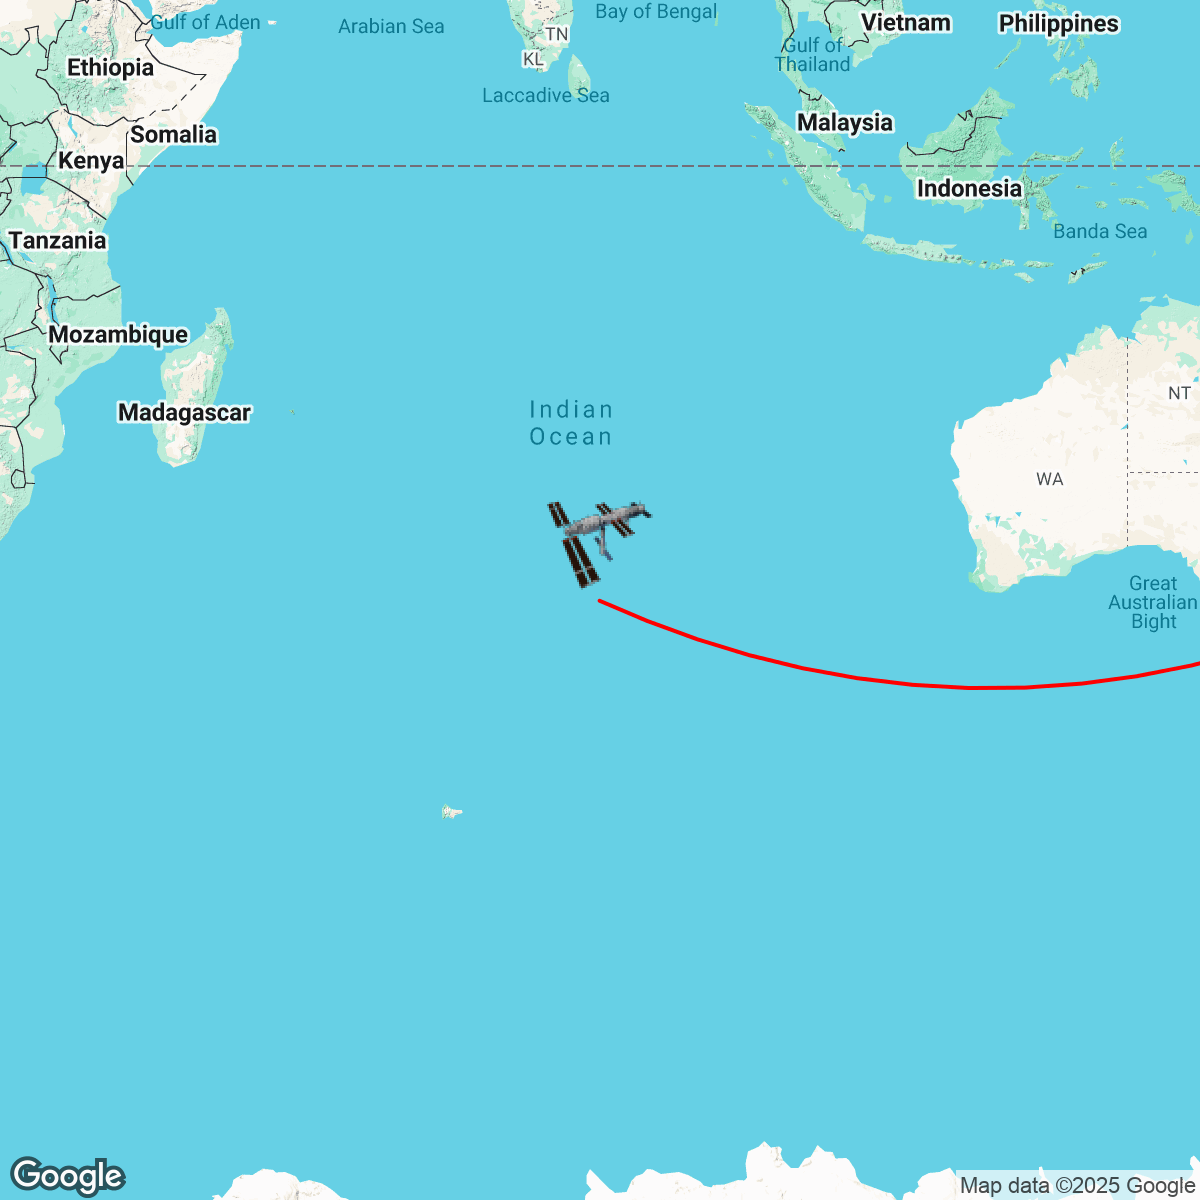 Gulf of Aden
Arabian Sea
Bay of Bengal
TN
KL
Vietnam
Philippines
Gulf of
Thailand
Ethiopia
Laccadive Sea
Malaysia
Somalia
Kenya
Indonesia
Tanzania
Banda Sea
Mozambique
Madagascar
Indian
Ocean
NT
WA
Great
Australian
Bight
Google
Map data ©2025 Google